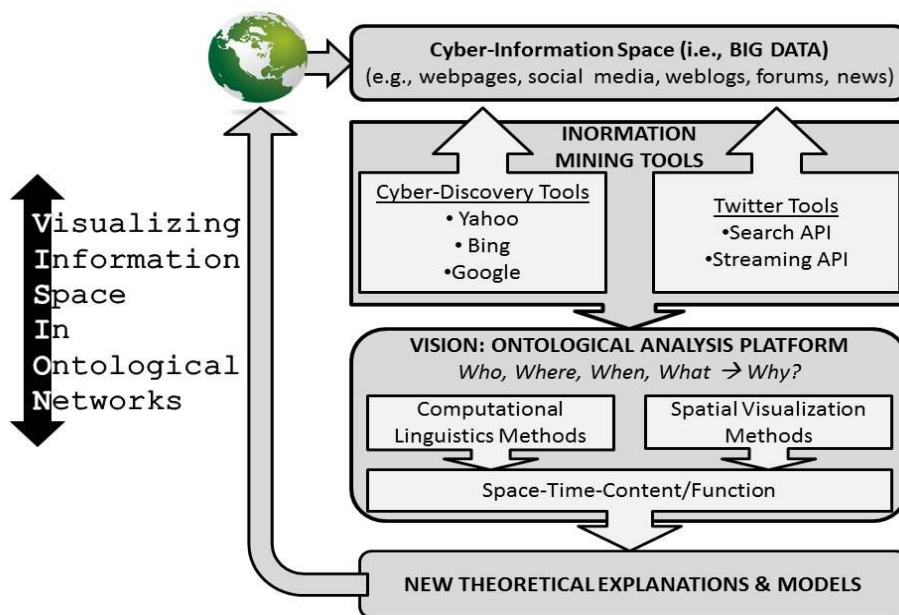 Cyber-Information Space (i.e., BIG DATA)
(e.g., webpages, social media, weblogs, forums, news)
INORMATION
MINING TOOLS
Cyber-Discovery Tools
• Yahoo
• Bing
•Google
Twitter Tools
•Search API
•Streaming API
Visualizing
Information
Space
In
Ontological
Networks
VISION: ONTOLOGICAL ANALYSIS PLATFORM
Who, Where, When, What → Why?
Computational
Linguistics Methods
Spatial Visualization
Methods
Space-Time-Content/Function
NEW THEORETICAL EXPLANATIONS & MODELS